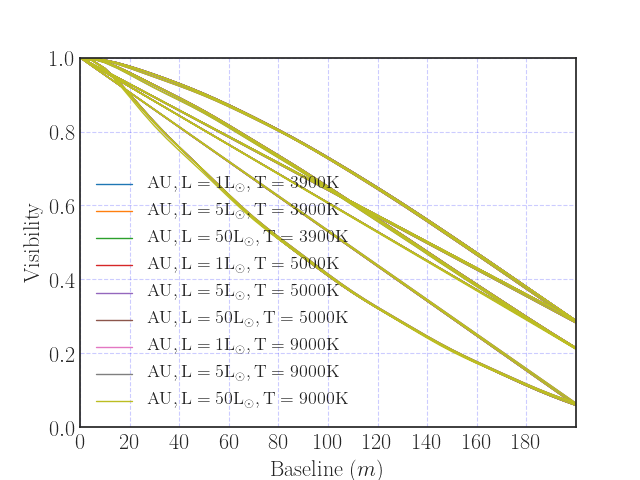 1.0
0.8
0.6
0.4
0.2
0.0
Visibility
AU, L = 1L⊙, T = 3900K
AU, L = 5L⊙, T = 3900K
AU, L = 50L⊙, T = 3900K
AU, L = 1L⊙, T = 5000K
AU, L = 5L⊙, T = 5000K
AU, L = 50L⊙, T = 5000K
AU, L = 1L⊙, T = 9000K
AU, L = 5L⊙, T = 9000K
AU, L = 50L⊙, T = 9000K
0 20 40 60 80 100 120 140 160 180
Baseline (m)